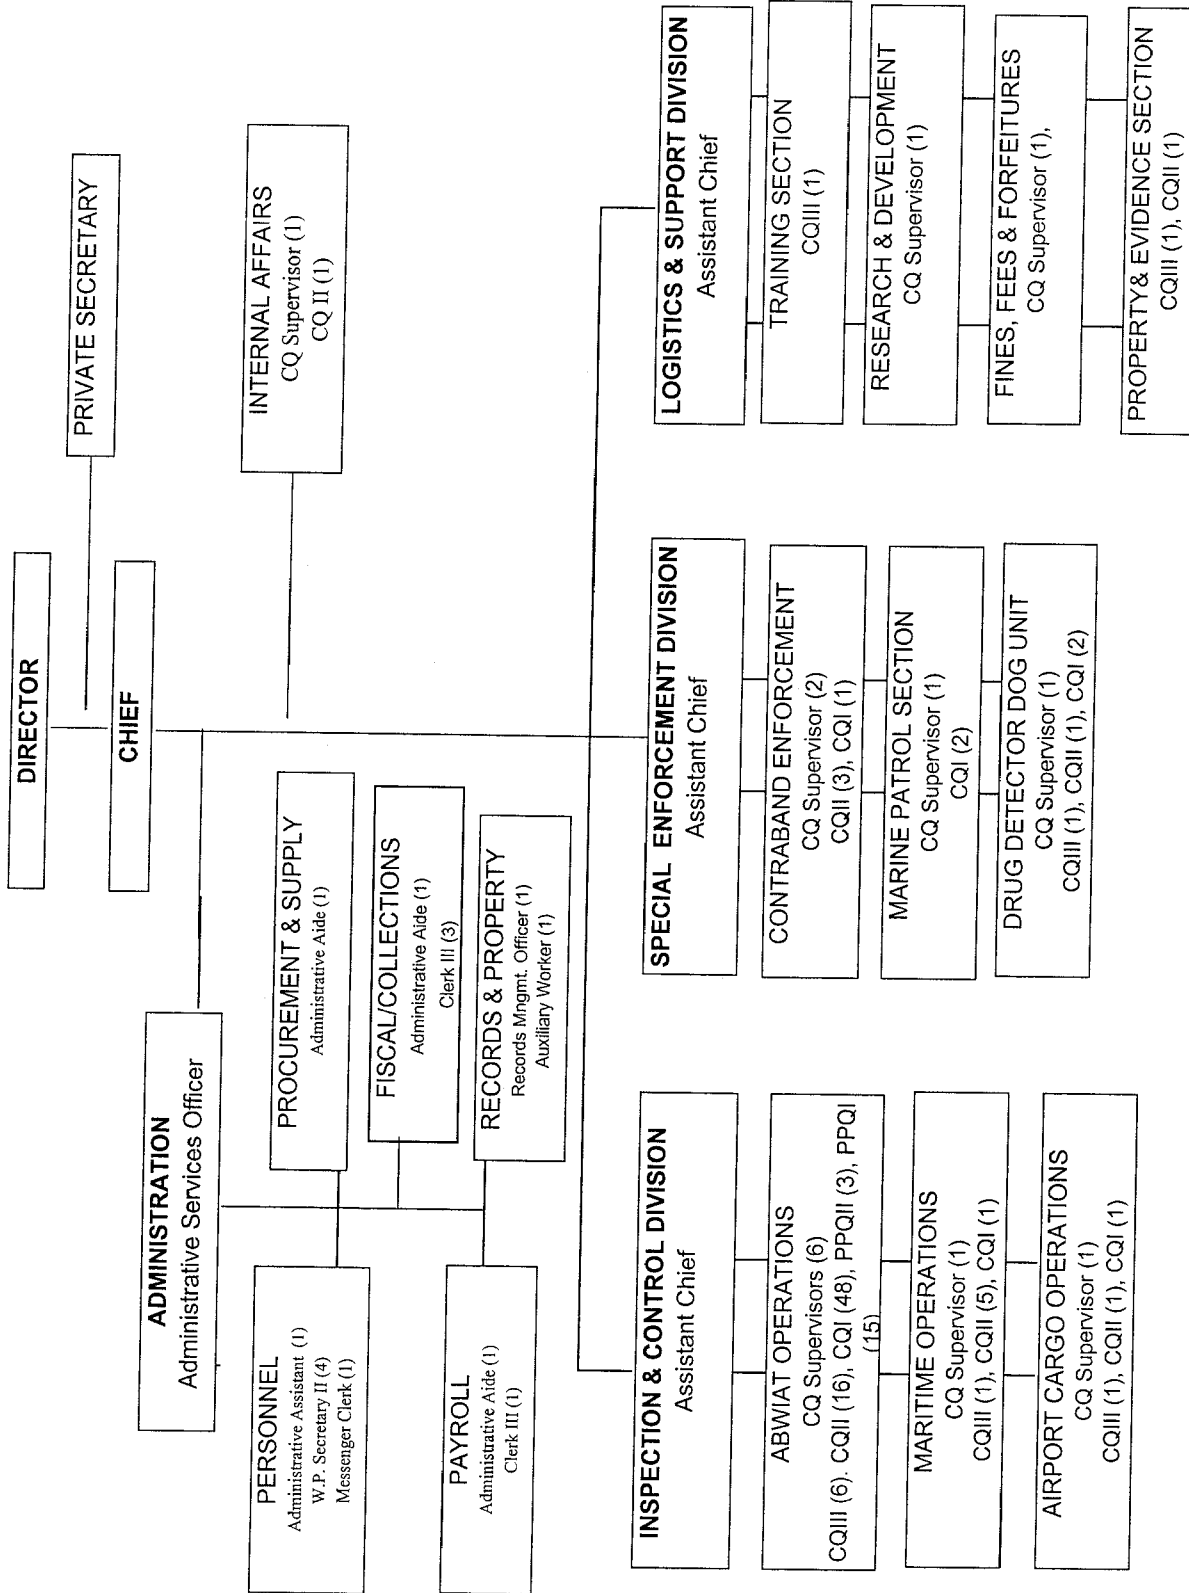 DIRECTOR
PRIVATE SECRETARY
CHIEF
INTERNAL AFFAIRS
CQ Supervisor (1)
CQ II (1)
ADMINISTRATION
Administrative Services Officer
PERSONNEL
Administrative Assistant (1)
W.P. Secretary II (4)
Messenger Clerk (1)
PROCUREMENT & SUPPLY
Administrative Aide (1)
FISCAL/COLLECTIONS
Administrative Aide (1)
Clerk III (3)
PAYROLL
Administrative Aide (1)
Clerk III (1)
RECORDS & PROPERTY
Records Mngmt. Officer (1)
Auxiliary Worker (1)
INSPECTION & CONTROL DIVISION
Assistant Chief
ABWIAT OPERATIONS
CQ Supervisors (6)
CQIII (6). CQII (16), CQI (48), PPQII (3), PPQI
(15)
MARITIME OPERATIONS
CQ Supervisor (1)
CQIII (1), CQII (5), CQI (1)
AIRPORT CARGO OPERATIONS
CQ Supervisor (1)
CQIII (1), CQII (1), CQI (1)
SPECIAL ENFORCEMENT DIVISION
Assistant Chief
CONTRABAND ENFORCEMENT
CQ Supervisor (2)
CQII (3), CQI (1)
MARINE PATROL SECTION
CQ Supervisor (1)
CQI (2)
DRUG DETECTOR DOG UNIT
CQ Supervisor (1)
CQIII (1), CQII (1), CQI (2)
LOGISTICS & SUPPORT DIVISION
Assistant Chief
TRAINING SECTION
CQIII (1)
RESEARCH & DEVELOPMENT
CQ Supervisor (1)
FINES, FEES & FORFEITURES
CQ Supervisor (1),
PROPERTY& EVIDENCE SECTION
CQIII (1), CQII (1)